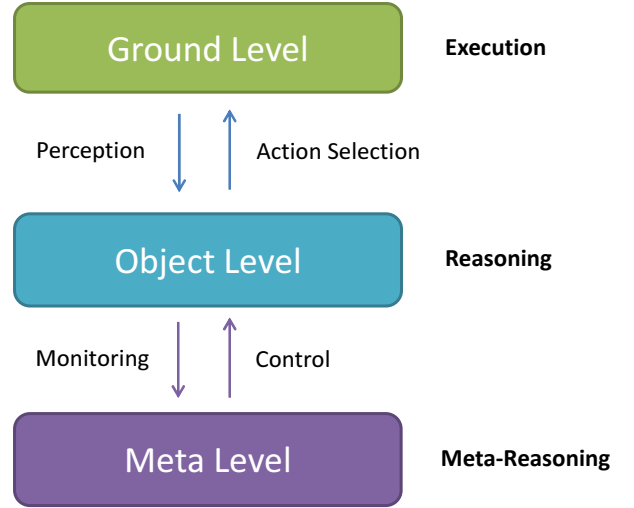 Ground Level
Execution
Perception
Action Selection
Object Level
Reasoning
Monitoring
Control
Meta Level
Meta-Reasoning